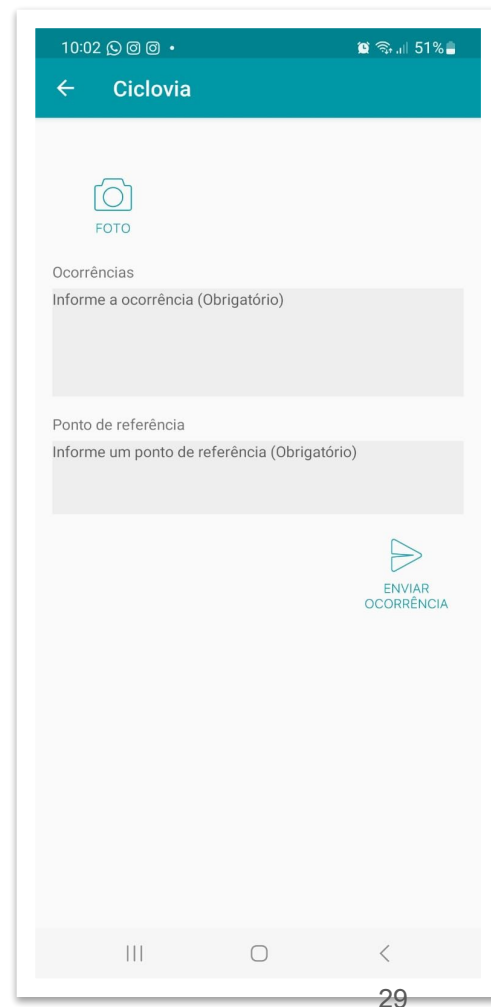 10:02 51%
Ciclovia
FOTO
Ocorrências
Informe a ocorrência (Obrigatório)
Ponto de referência
Informe um ponto de referência (Obrigatório)
ENVIAR
OCORRÊNCIA
29